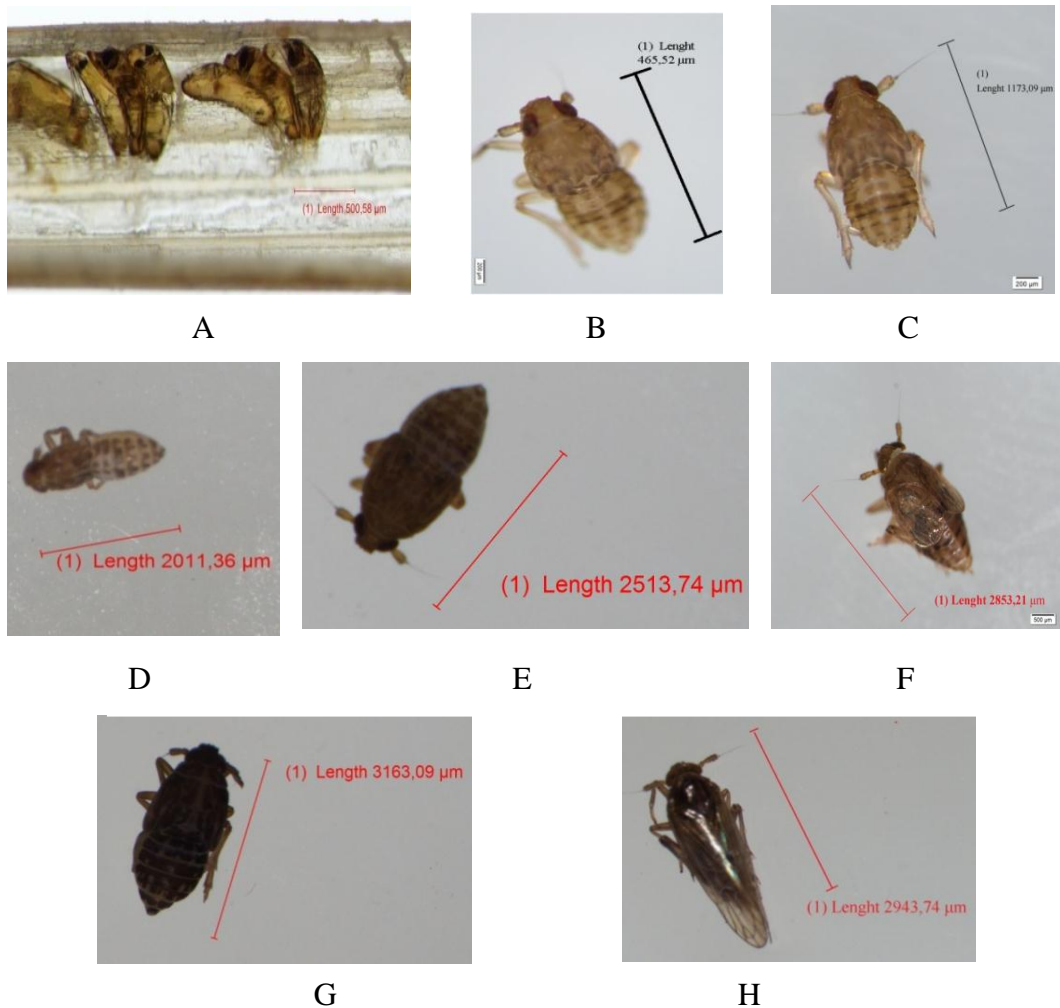 (1) Length 500,58 µm
(1) Lenght
465,52 µm
200 µm
(1)
Lenght 1173,09 µm
200 µm
A
B
C
(1) Length 2011,36 µm
(1) Length 2513,74 µm
(1) Lenght 2853,21 µm
500 µm
D
E
F
(1) Length 3163,09 µm
(1) Lenght 2943,74 µm
G
H